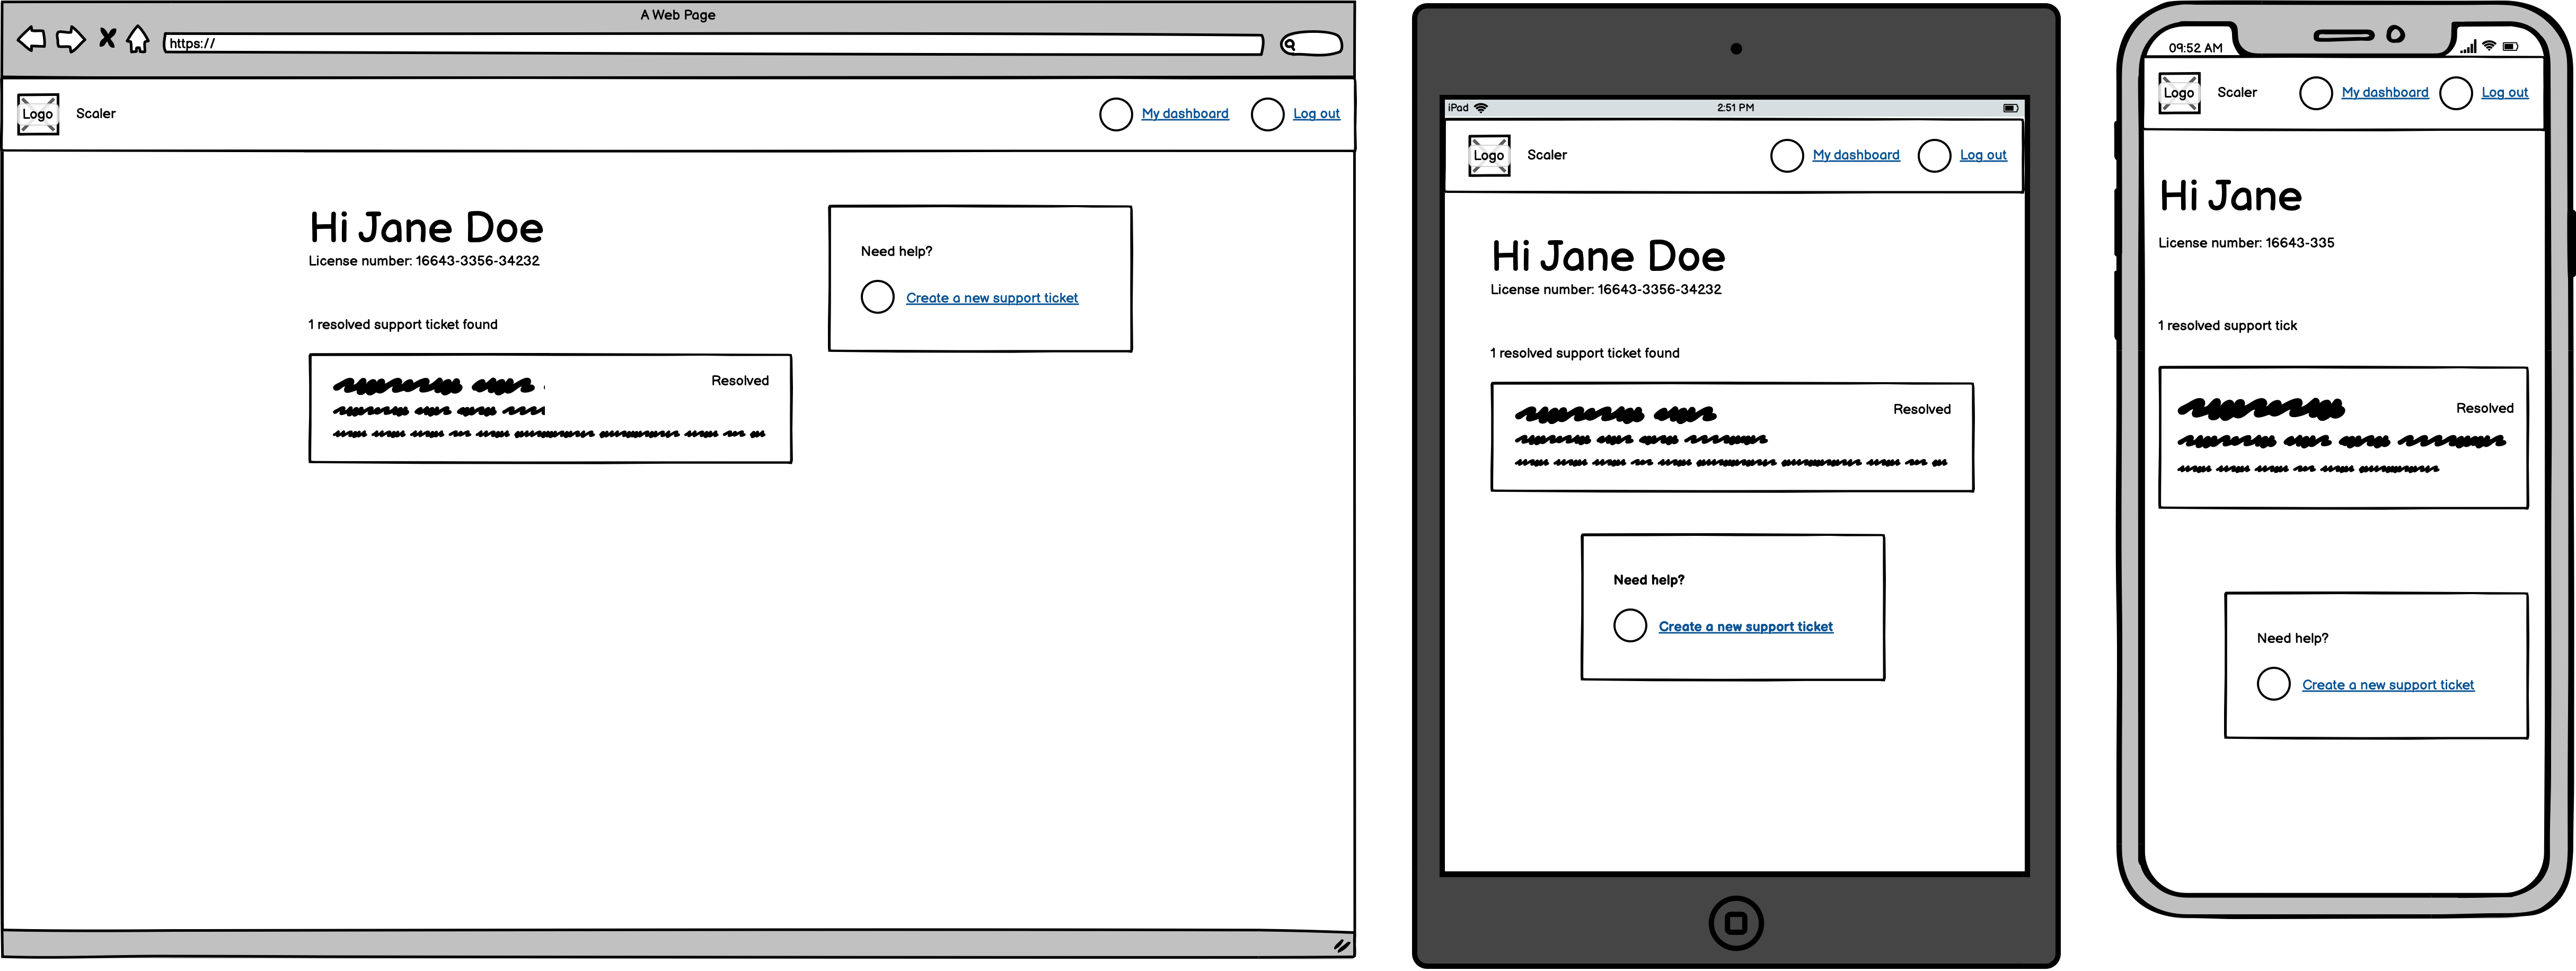 A Web Page
https://
Logo
Scaler
My dashboard
Log out
Hi Jane Doe
License number: 16643-3356-34232
1 resolved support ticket found
Resolved
Need help?
Create a new support ticket
iPad
2:51 PM
Logo
Scaler
My dashboard
Log out
Hi Jane Doe
License number: 16643-3356-34232
1 resolved support ticket found
Resolved
Need help?
Create a new support ticket
09:52 AM
Logo
Scaler
My dashboard
Log out
Hi Jane
License number: 16643-335
1 resolved support tick
Resolved
Need help?
Create a new support ticket